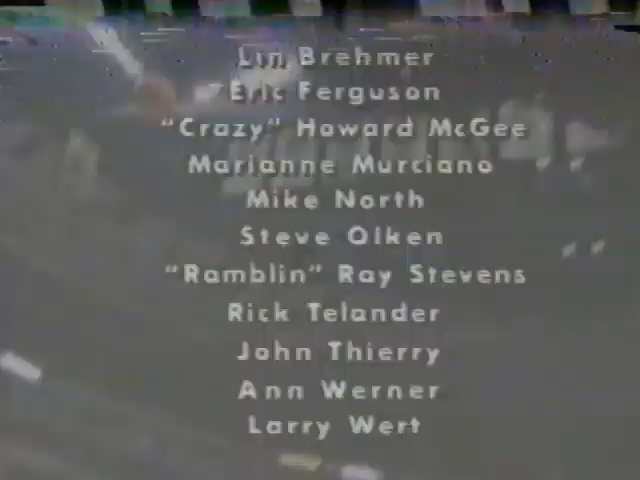 Lin Brehmer
Eric Ferguson
"Crazy" Howard McGee
Marianne Murciano
Mike North
Steve Olken
"Ramblin" Ray Stevens
Rick Telander
John Thierry
Ann Werner
Larry Wert